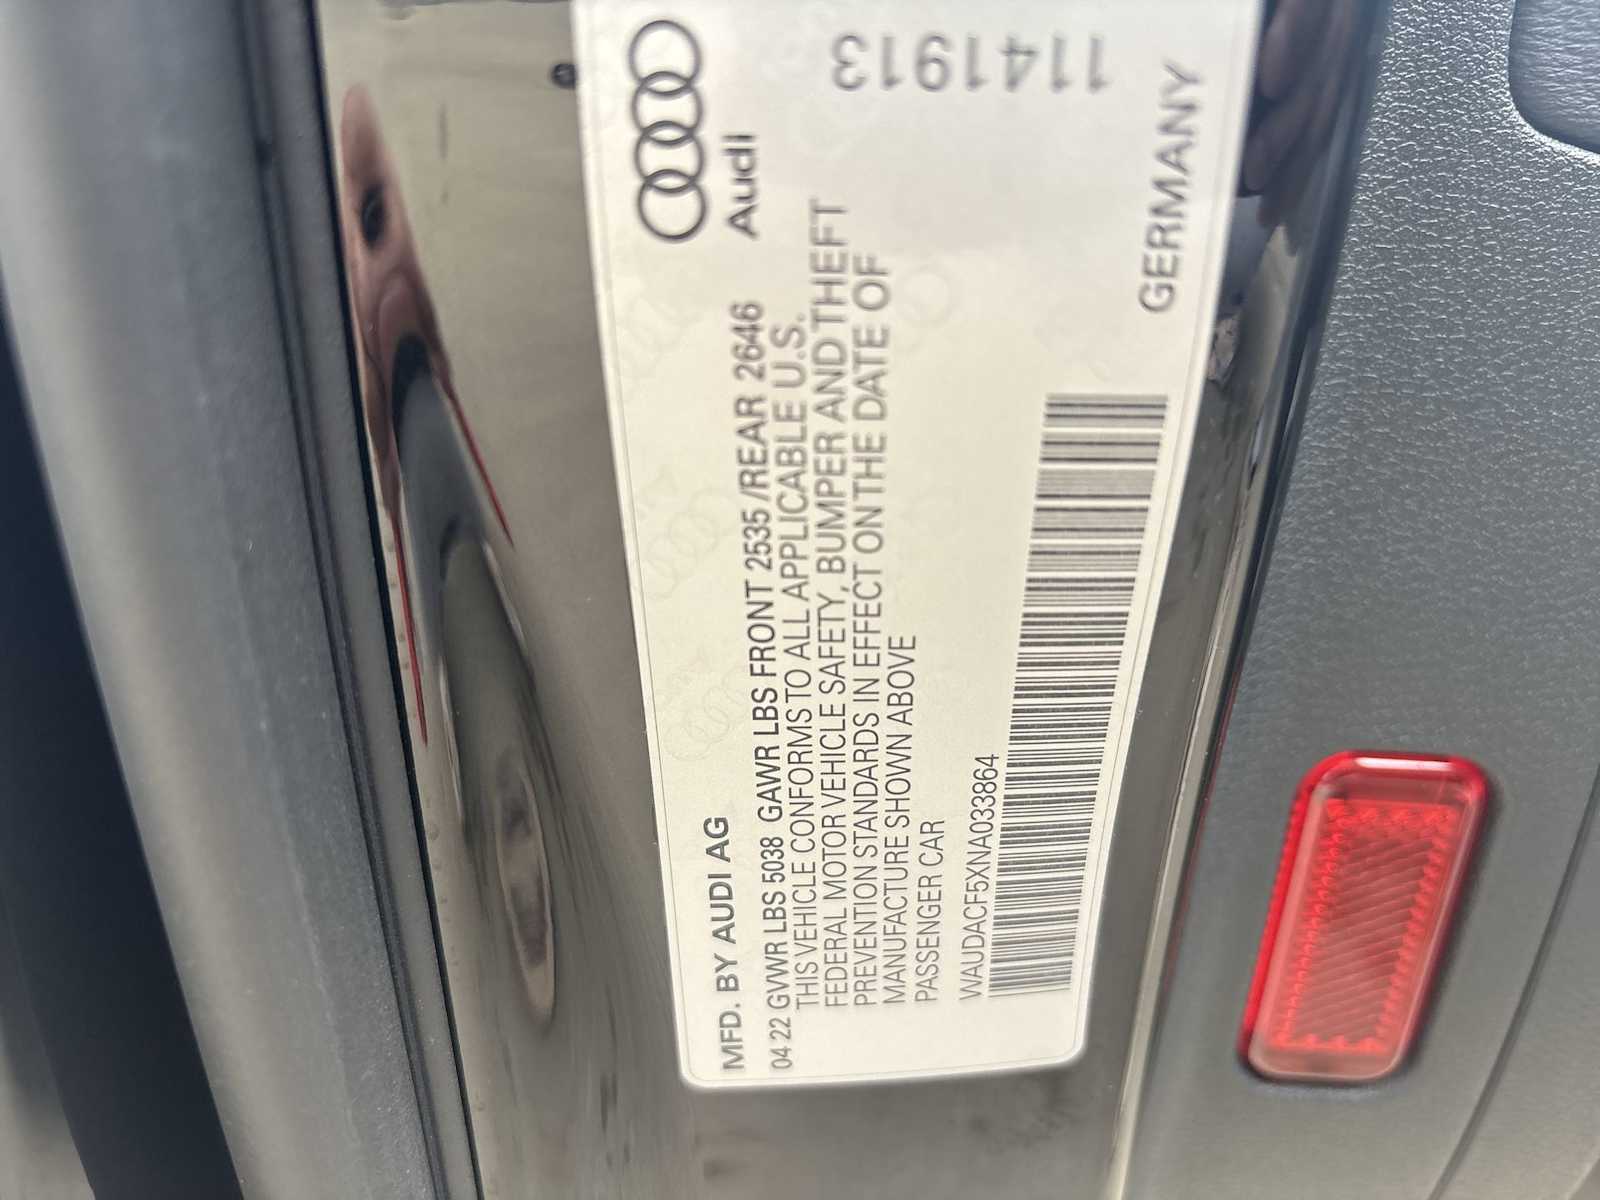 MFD. BY AUDI AG
Audi
04 22 GVWR LBS 5038 GAWR LBS FRONT 2535 /REAR 2646
THIS VEHICLE CONFORMS TO ALL APPLICABLE U.S.
FEDERAL MOTOR VEHICLE SAFETY, BUMPER AND THEFT
PREVENTION STANDARDS IN EFFECT ON THE DATE OF
MANUFACTURE SHOWN ABOVE
PASSENGER CAR
WAUDACF5XNA033864
GERMANY
1141913